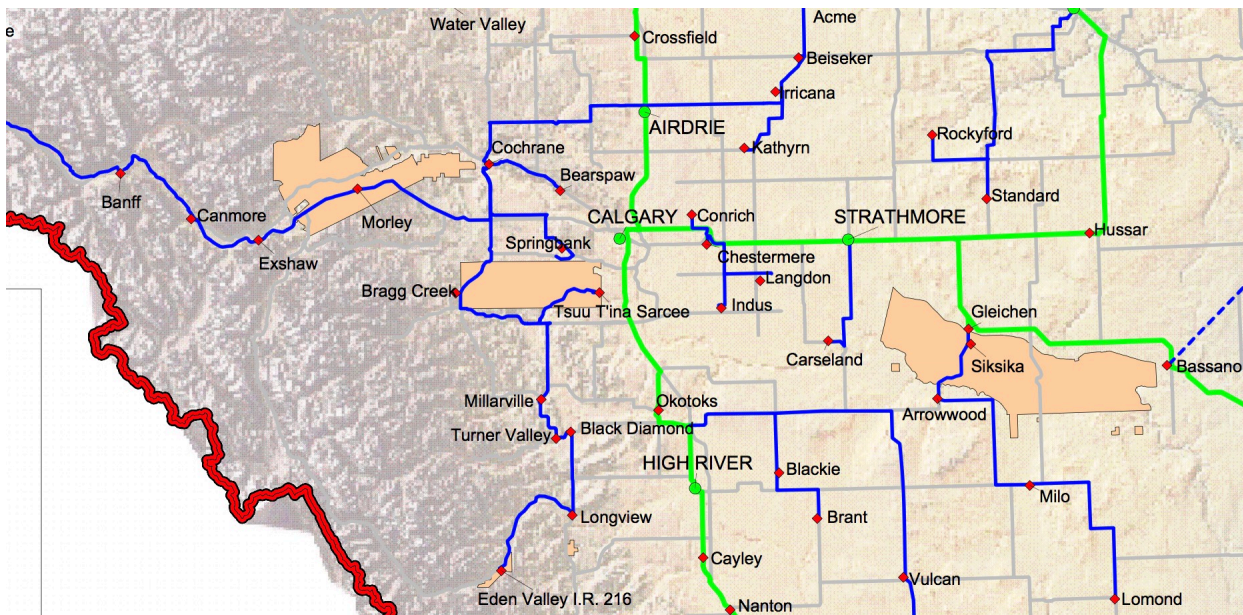 Water Valley
Acme
Crossfield
Beiseker
e
rricana
AIRDRIE
Kathyrn
Rockyford
Cochrane
Bearspaw
Banff
Canmore
Morley
Standard
CALGARY
Conrich
STRATHMORE
Hussar
Exshaw
Springbank
Chestermere
Langdon
Bragg Creek
Tsuu T'ina Sarcee
Indus
Gleichen
Carseland
Siksika
Bassano
Millarville
Okotoks
Arrowwood
Turner Valley
Black Diamond
HIGH RIVER
Blackie
Milo
Longview
Brant
Cayley
Vulcan
Eden Valley I.R. 216
Nanton
Lomond